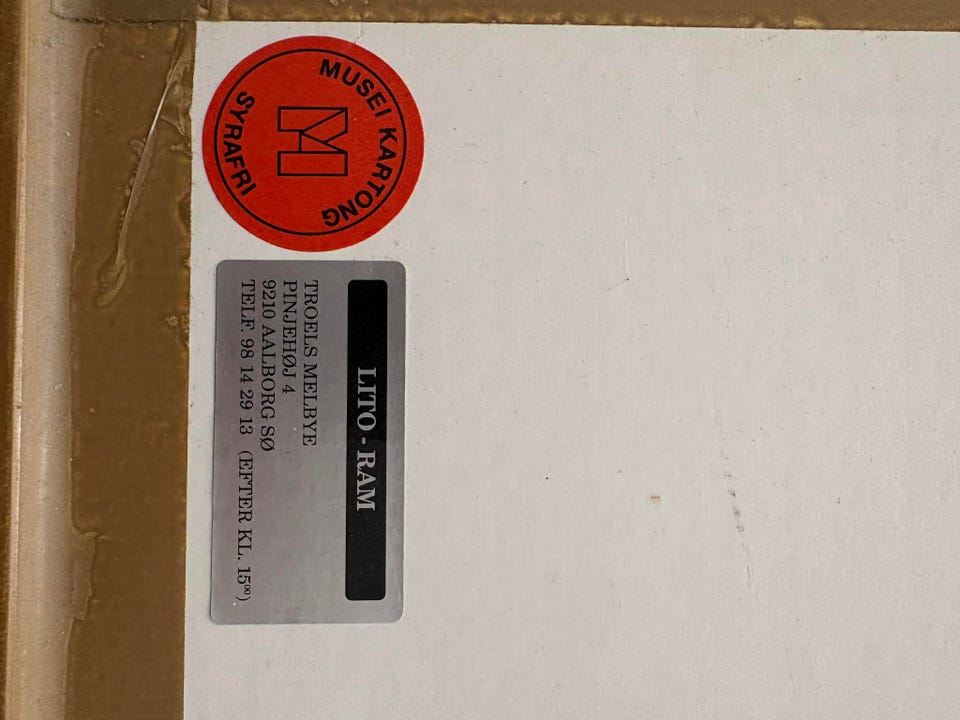 MUSEI KARTONG
M
SYRAFRI
LITO - RAM
TROELS MELBYE
PINJEHØJ 4
9210 AALBORG SØ
TELF. 98 14 29 13 (EFTER KL. 15⁰⁰)